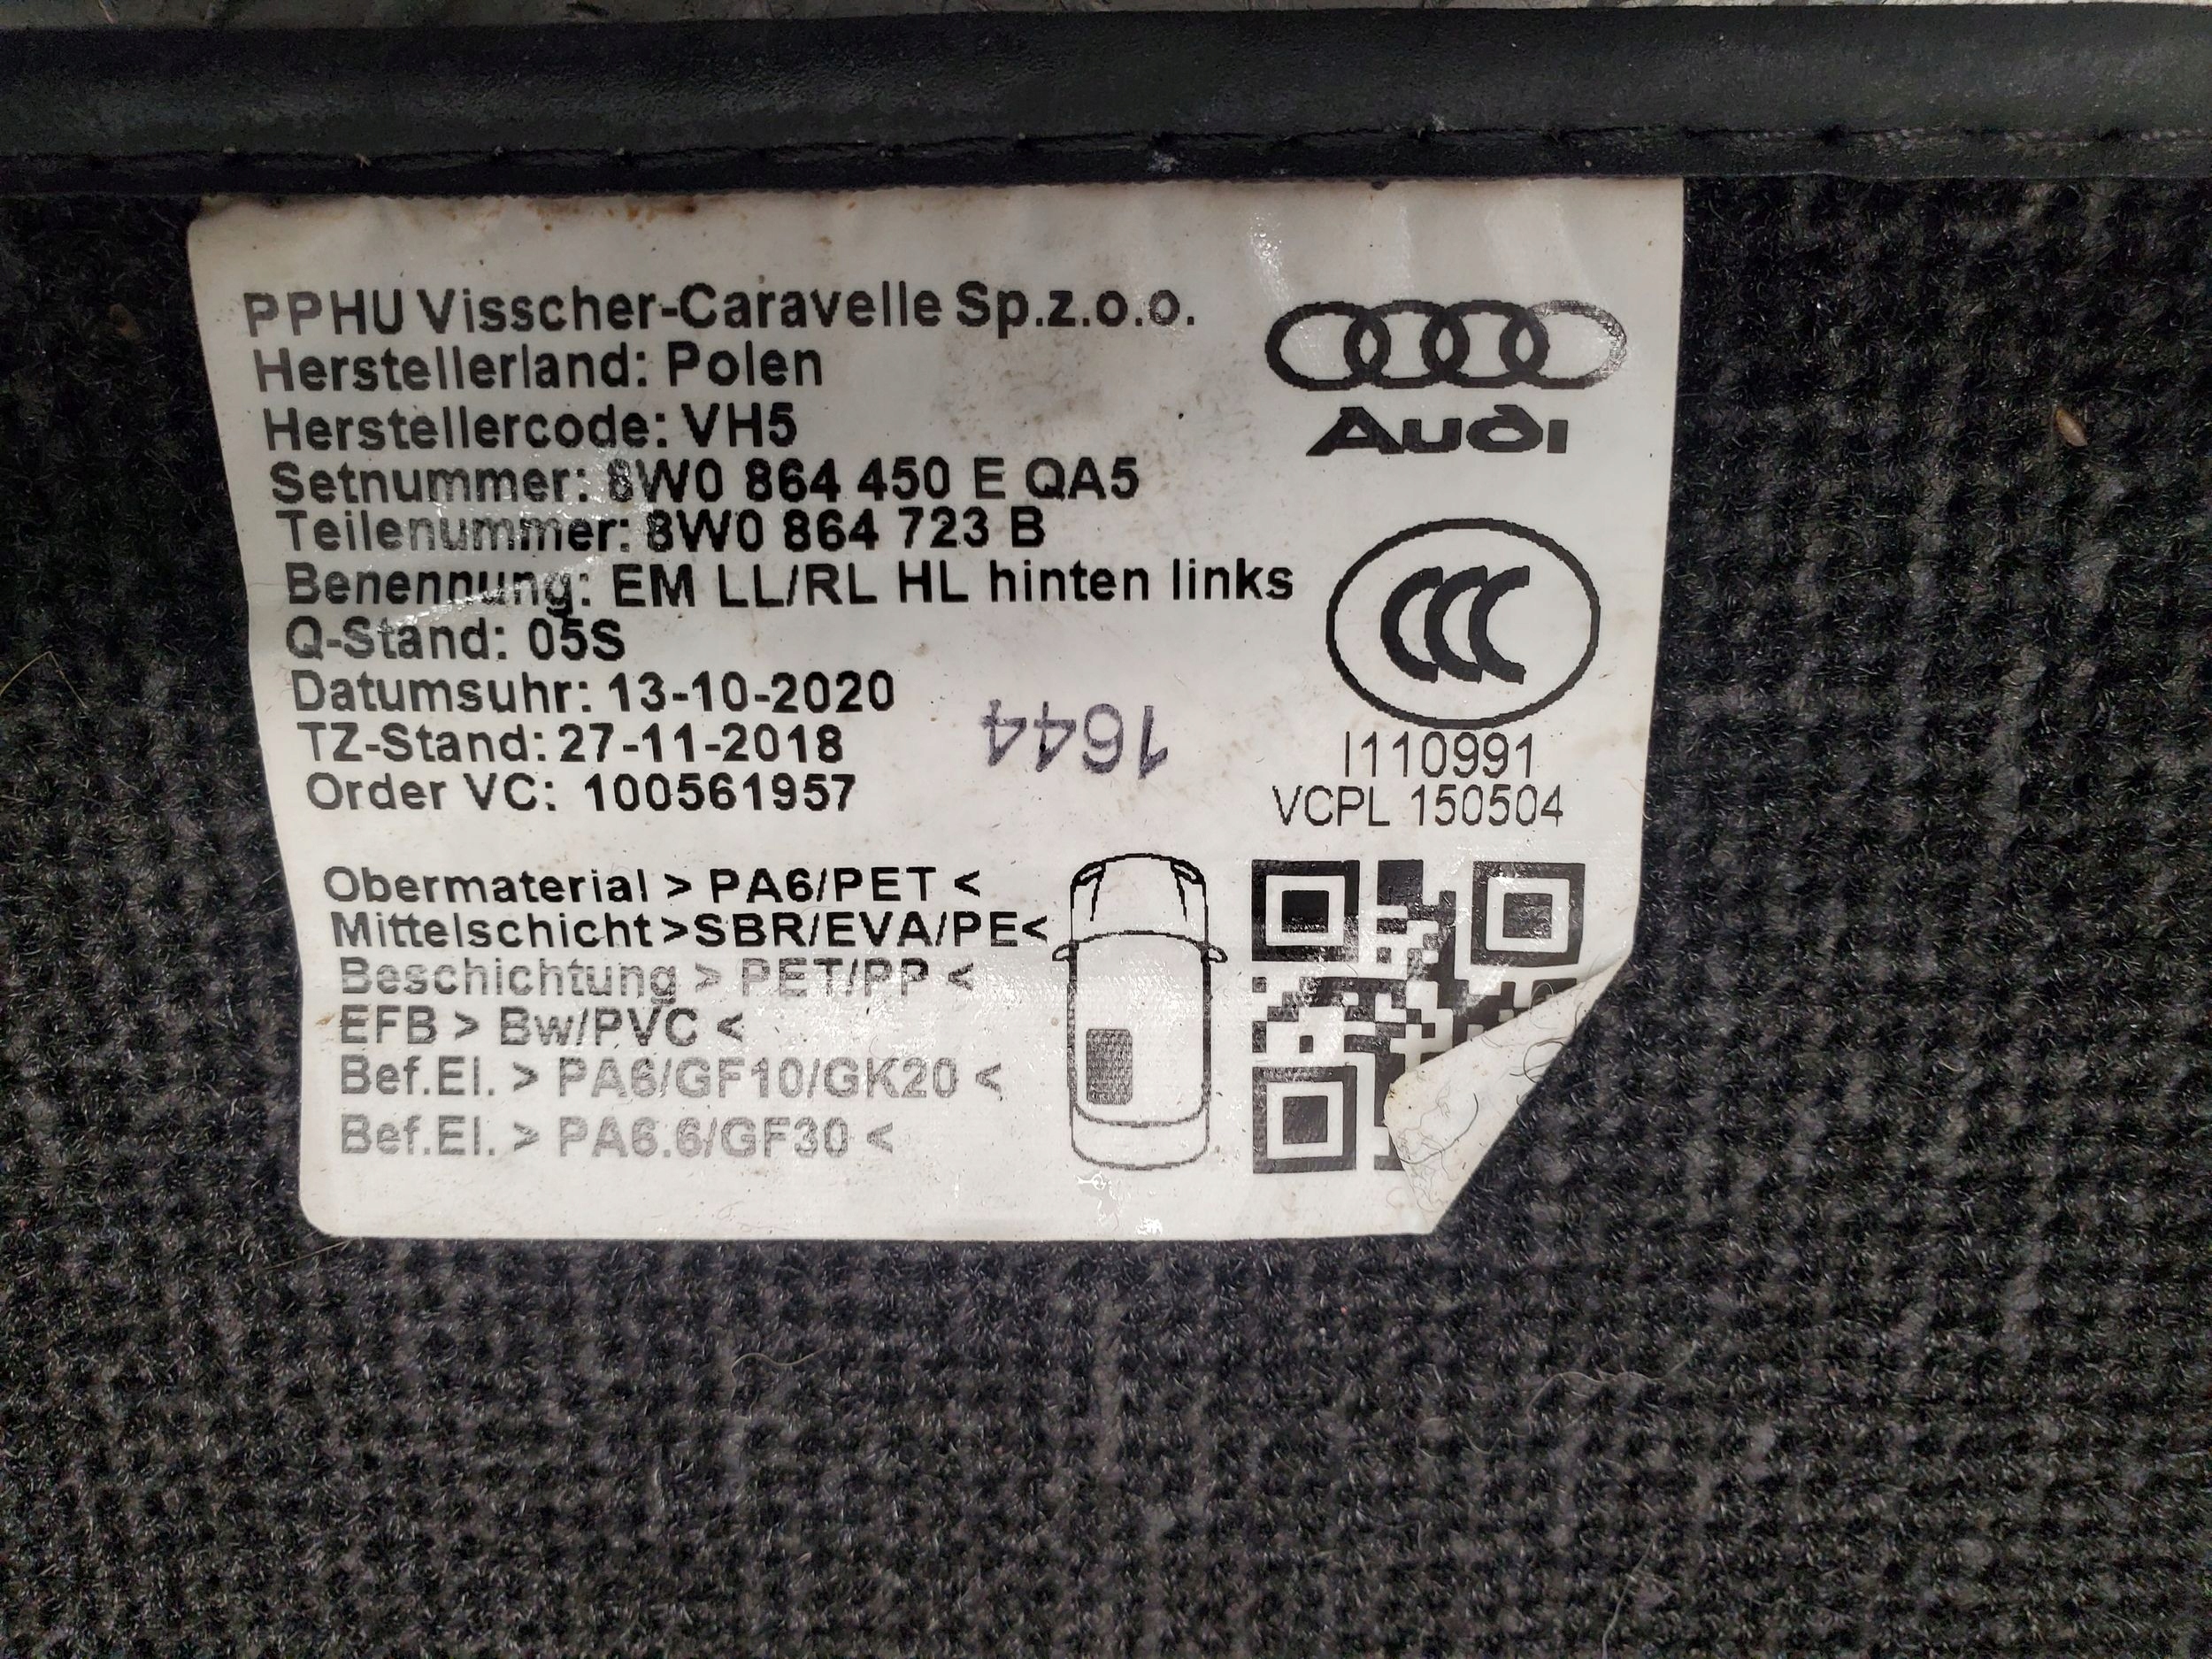 PPHU Visscher-Caravelle Sp.z.o.o.
Herstellerland: Polen
Herstellercode: VH5
Setnummer: 8W0 864 450 E QA5
Teilenummer: 8W0 864 723 B
Benennung: EM LL/RL HL hinten links
Q-Stand: 05S
Datumsuhr: 13-10-2020
TZ-Stand: 27-11-2018
Order VC: 100561957
1644
Audi
CCC
I110991
VCPL 150504
Obermaterial > PA6/PET <
Mittelschicht >SBR/EVA/PE<
Beschichtung > PET/PP <
EFB > Bw/PVC <
Bef.El. > PA6/GF10/GK20 <
Bef.El. > PA6.6/GF30 <